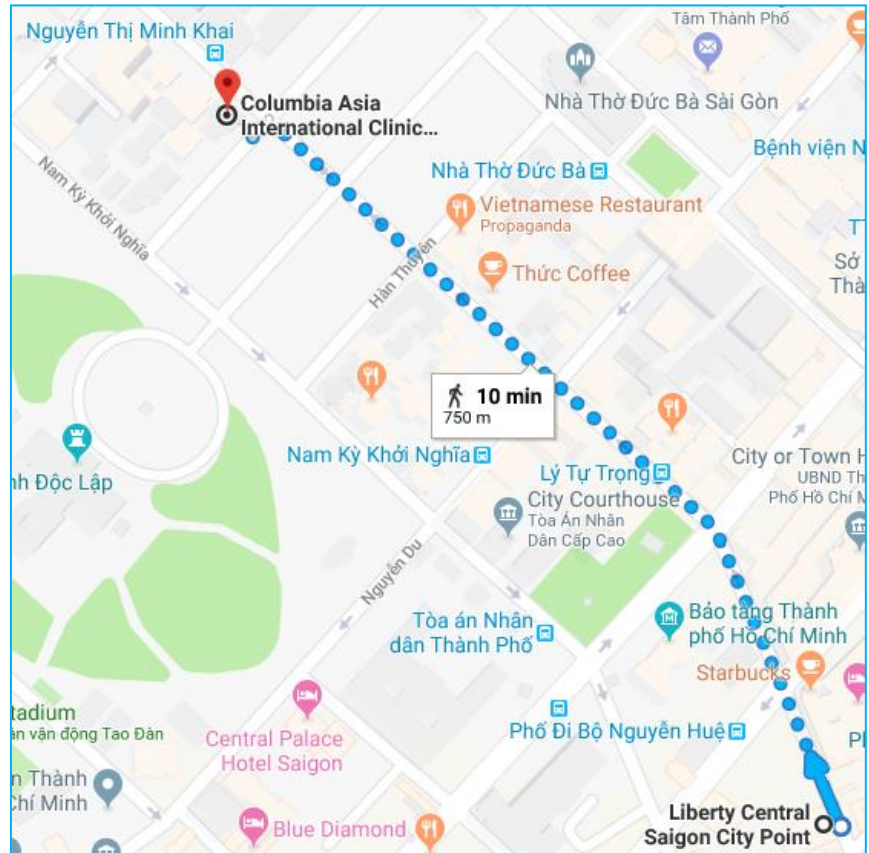 Tâm Thành Phố
Nguyễn Thị Minh Khai
Nhà Thờ Đức Bà Sài Gòn
Columbia Asia
International Clinic...
Bệnh viện N
Nhà Thờ Đức Bà
Nam Kỳ Khởi Nghĩa
Vietnamese Restaurant
Propaganda
Hàn Thuyên
Sở
Thà
Thức Coffee
10 min
750 m
Nam Kỳ Khởi Nghĩa
Lý Tự Trọng
City or Town H
UBND Th
Phố Hồ Chí M
nh Độc Lập
City Courthouse
Tòa Án Nhân
Dân Cấp Cao
Nguyễn Du
Tòa án Nhân
dân Thành Phố
Bảo tàng Thành
phố Hồ Chí Minh
Starbucks
tadium
ân vận động Tao Đàn
Central Palace
Hotel Saigon
Phố Đi Bộ Nguyễn Huệ
n Thành
Chí Minh
Liberty Central
Saigon City Point
Blue Diamond